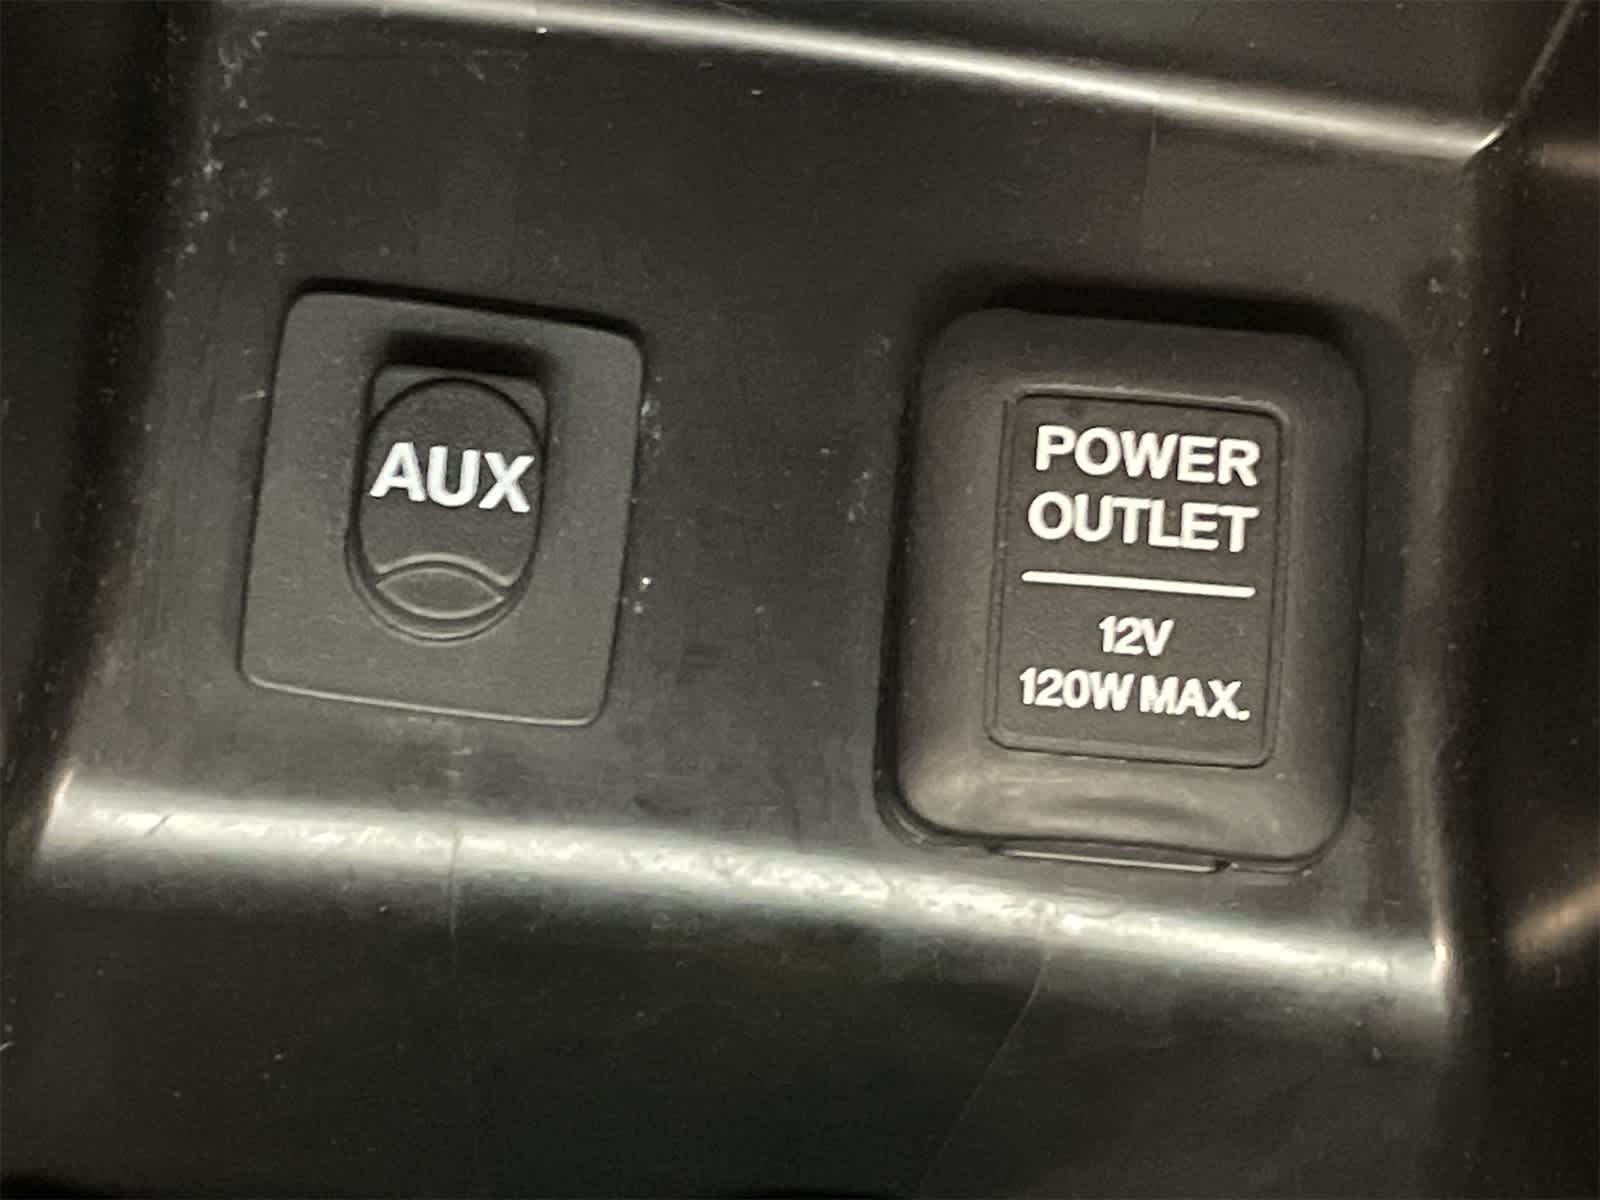 AUX
POWER
OUTLET
12V
120W MAX.